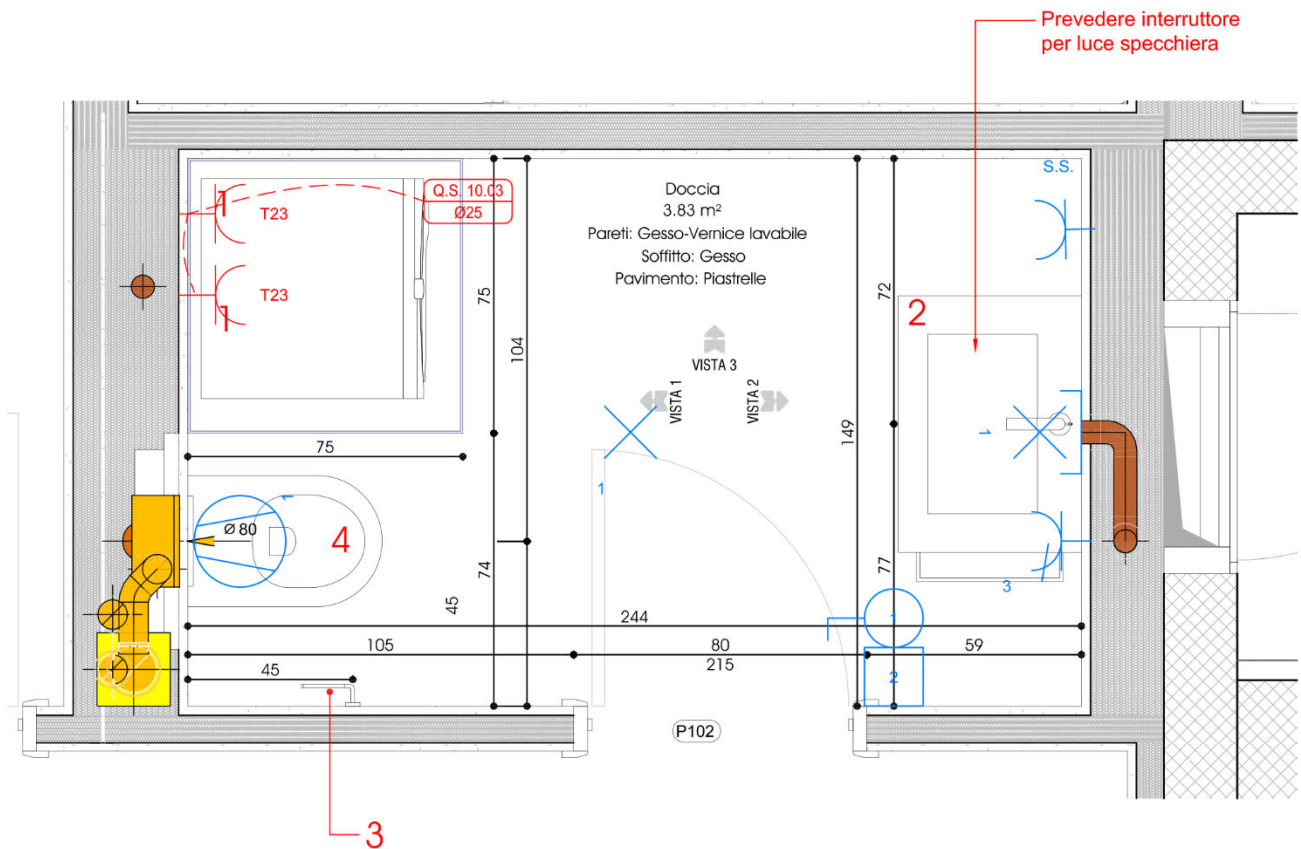 Prevedere interruttore
per luce specchiera
S.S.
Q.S. 10.03
Ø25
T23
T23
Doccia
3.83 m²
Pareti: Gesso-Vernice lavabile
Soffitto: Gesso
Pavimento: Piastrelle
75
104
72
2
VISTA 3
VISTA 1
VISTA 2
149
1
75
1
1
Ø 80
4
74
77
3
45
244
1
105
80
59
215
45
2
P102
3